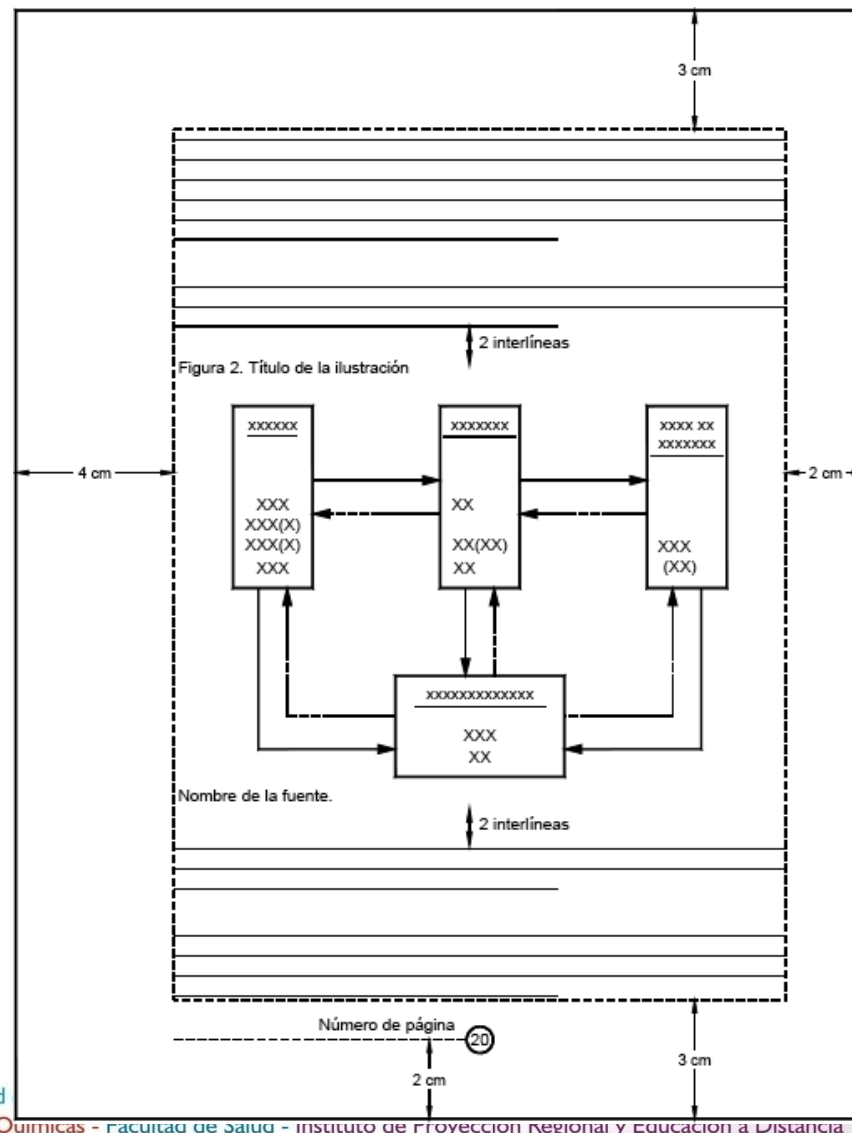 3 cm
2 interlíneas
Figura 2. Título de la ilustración
xxxxxx
xxxxxxx
xxxx xx
xxxxxxx
4 cm
2 cm
XXX
XXX(X)
XXX(X)
XXX
XX
XX(XX)
XX
XXX
(XX)
xxxxxxxxxxxxx
XXX
XX
Nombre de la fuente.
2 interlíneas
Número de página
20
2 cm
3 cm
d
Químicas - Facultad de Salud - Instituto de Proyección Regional y Educación a Distancia